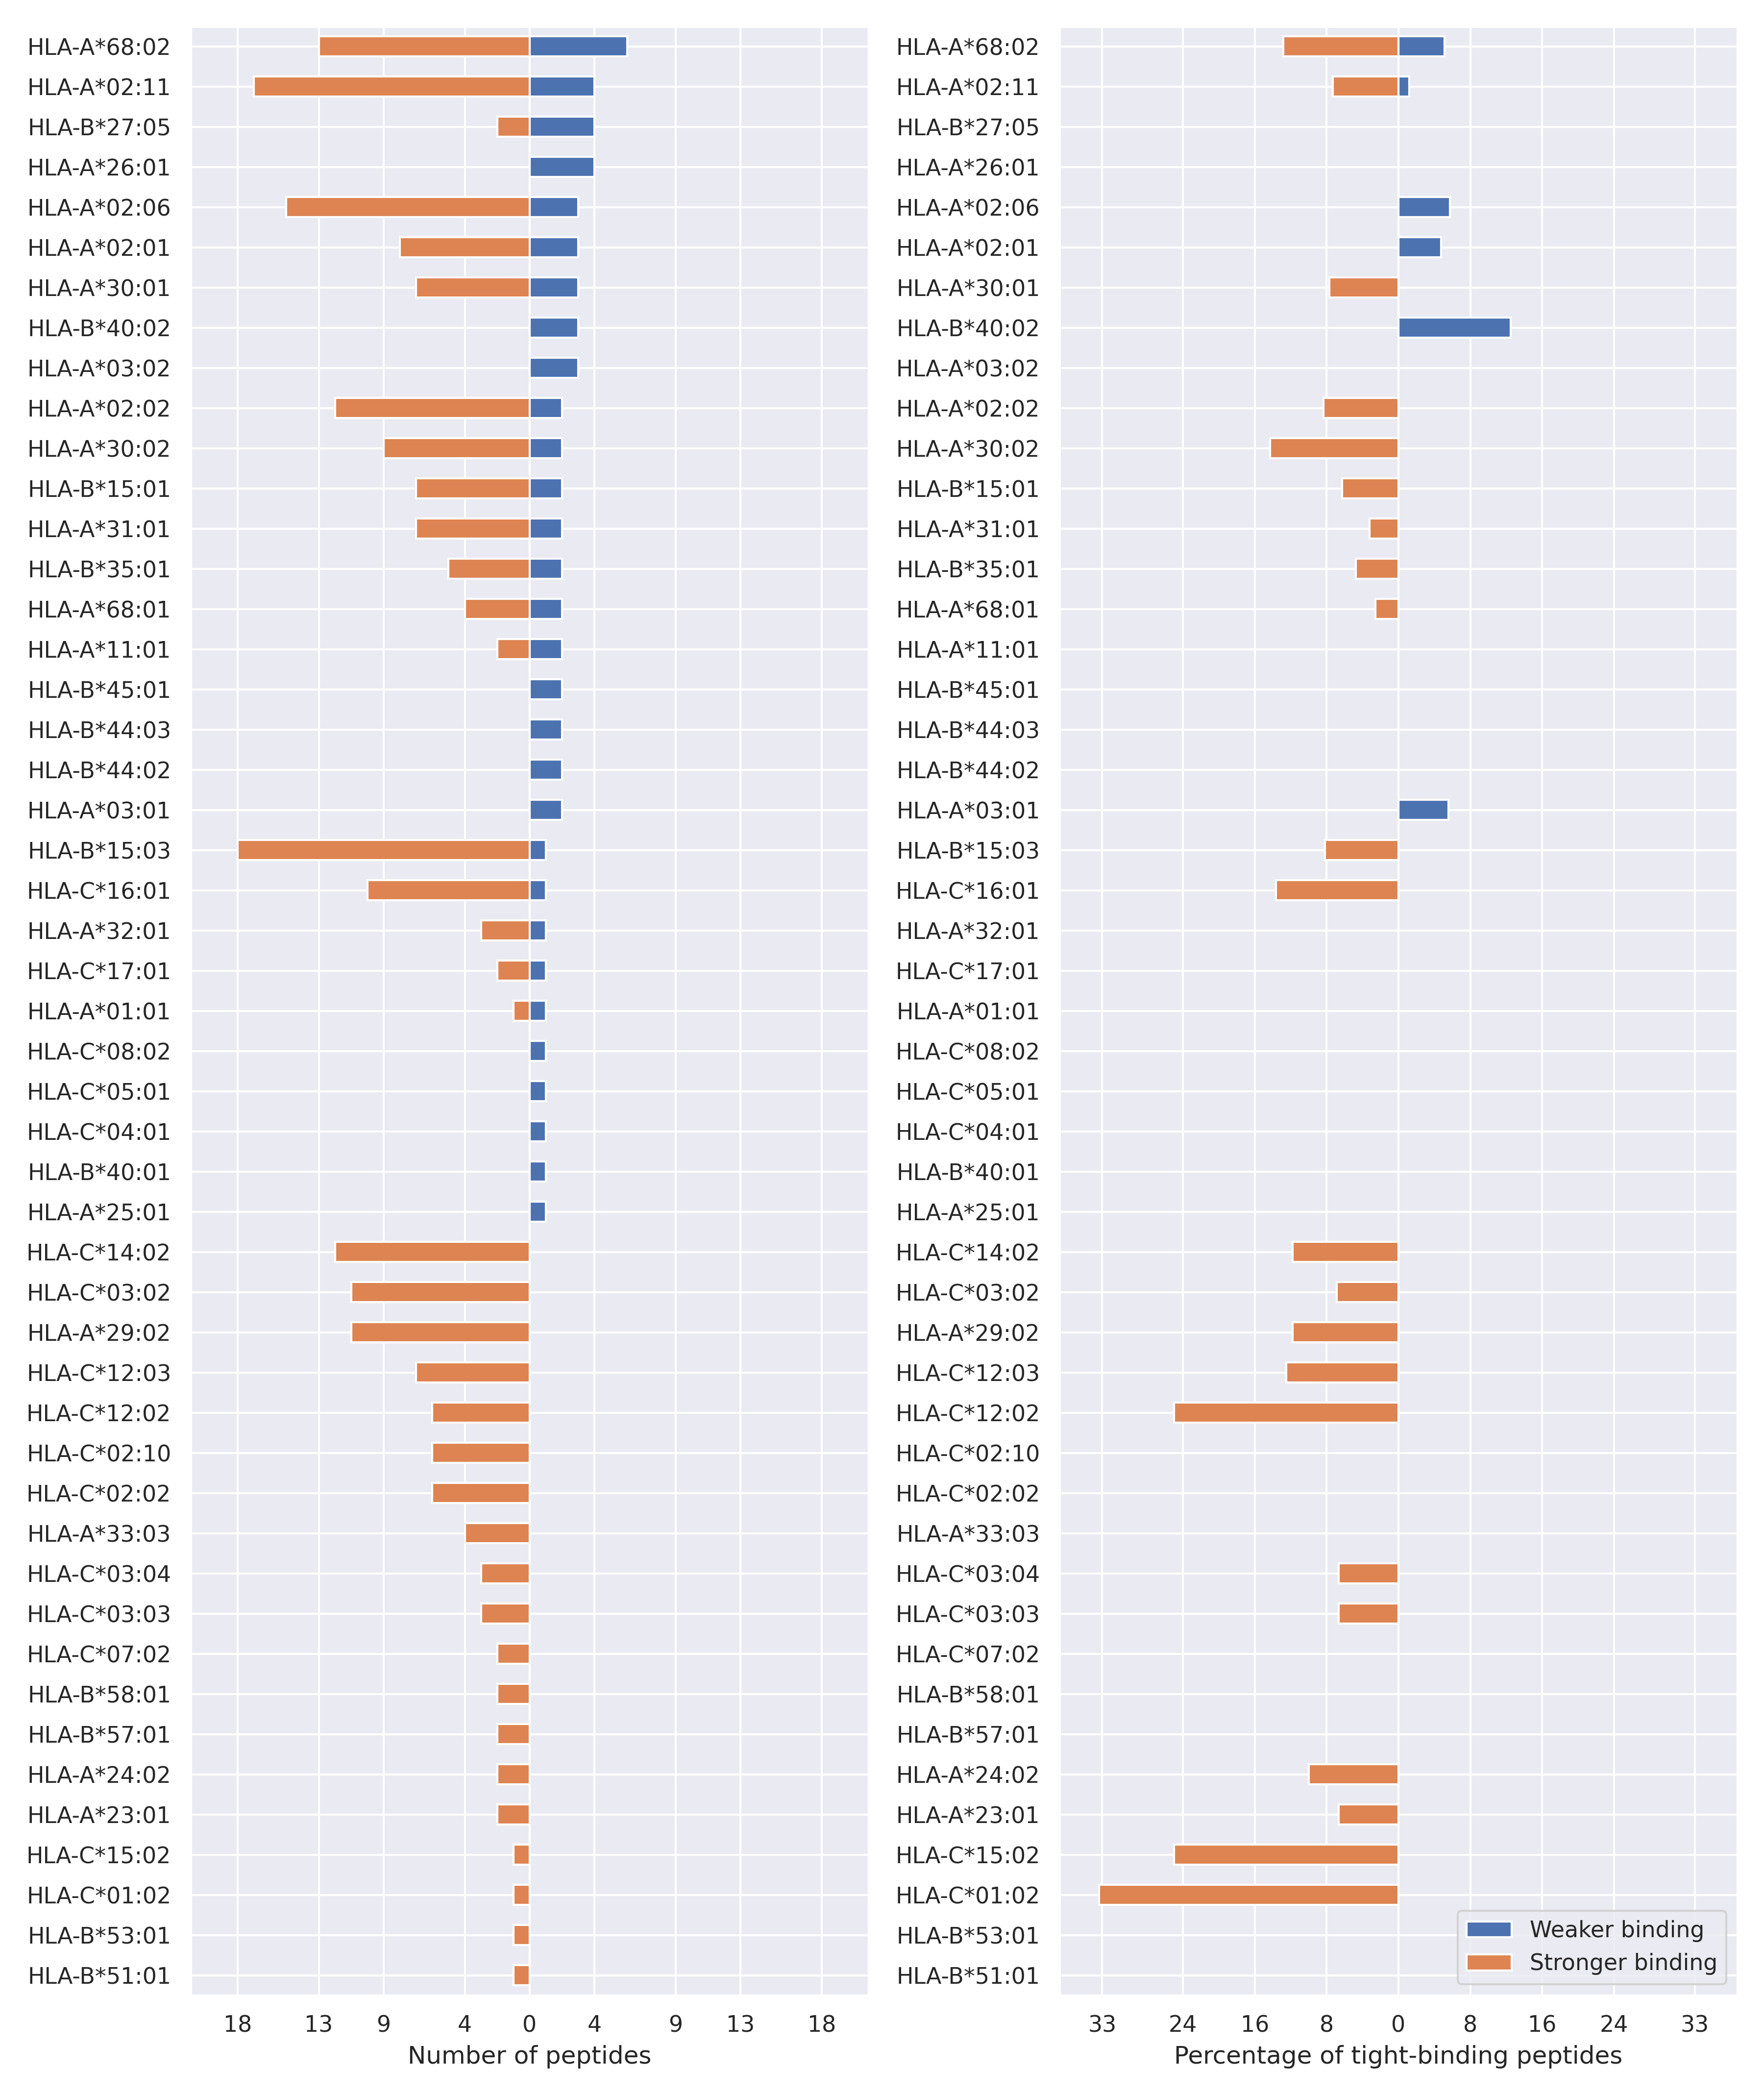 HLA-A*68:02
HLA-A*02:11
HLA-B*27:05
HLA-A*26:01
HLA-A*02:06
HLA-A*02:01
HLA-A*30:01
HLA-B*40:02
HLA-A*03:02
HLA-A*02:02
HLA-A*30:02
HLA-B*15:01
HLA-A*31:01
HLA-B*35:01
HLA-A*68:01
HLA-A*11:01
HLA-B*45:01
HLA-B*44:03
HLA-B*44:02
HLA-A*03:01
HLA-B*15:03
HLA-C*16:01
HLA-A*32:01
HLA-C*17:01
HLA-A*01:01
HLA-C*08:02
HLA-C*05:01
HLA-C*04:01
HLA-B*40:01
HLA-A*25:01
HLA-C*14:02
HLA-C*03:02
HLA-A*29:02
HLA-C*12:03
HLA-C*12:02
HLA-C*02:10
HLA-C*02:02
HLA-A*33:03
HLA-C*03:04
HLA-C*03:03
HLA-C*07:02
HLA-B*58:01
HLA-B*57:01
HLA-A*24:02
HLA-A*23:01
HLA-C*15:02
HLA-C*01:02
HLA-B*53:01
HLA-B*51:01
18 13 9 4 0 4 9 13 18
Number of peptides
HLA-A*68:02
HLA-A*02:11
HLA-B*27:05
HLA-A*26:01
HLA-A*02:06
HLA-A*02:01
HLA-A*30:01
HLA-B*40:02
HLA-A*03:02
HLA-A*02:02
HLA-A*30:02
HLA-B*15:01
HLA-A*31:01
HLA-B*35:01
HLA-A*68:01
HLA-A*11:01
HLA-B*45:01
HLA-B*44:03
HLA-B*44:02
HLA-A*03:01
HLA-B*15:03
HLA-C*16:01
HLA-A*32:01
HLA-C*17:01
HLA-A*01:01
HLA-C*08:02
HLA-C*05:01
HLA-C*04:01
HLA-B*40:01
HLA-A*25:01
HLA-C*14:02
HLA-C*03:02
HLA-A*29:02
HLA-C*12:03
HLA-C*12:02
HLA-C*02:10
HLA-C*02:02
HLA-A*33:03
HLA-C*03:04
HLA-C*03:03
HLA-C*07:02
HLA-B*58:01
HLA-B*57:01
HLA-A*24:02
HLA-A*23:01
HLA-C*15:02
HLA-C*01:02
HLA-B*53:01
HLA-B*51:01
Weaker binding
Stronger binding
33 24 16 8 0 8 16 24 33
Percentage of tight-binding peptides